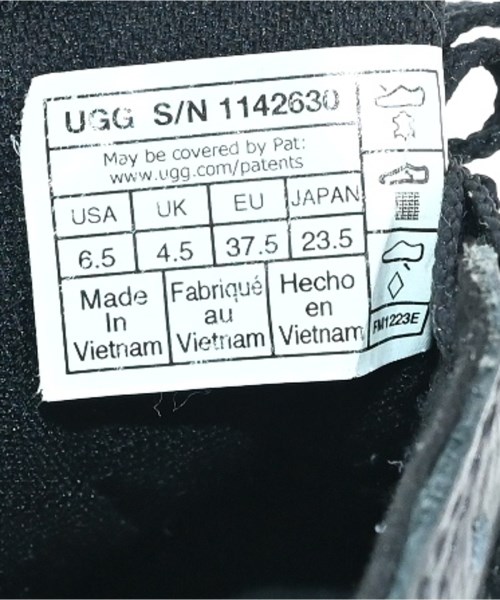 UGG S/N 1142630
May be covered by Pat:
www.ugg.com/patents
USA UK EU JAPAN
6.5 4.5 37.5 23.5
Made
In
Vietnam
Fabriqué
au
Vietnam
Hecho
en
Vietnam
FM1223E